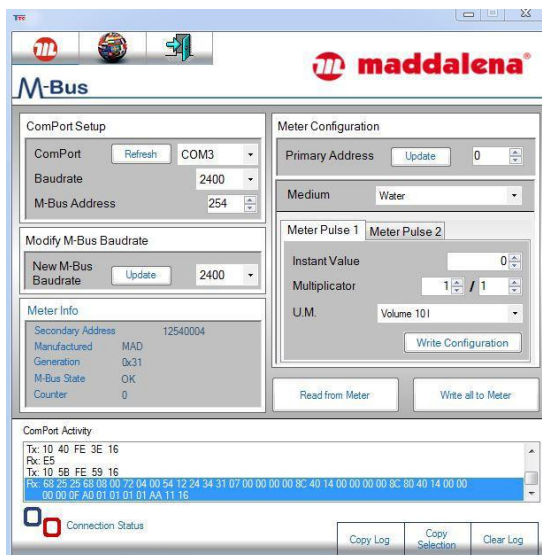 maddalena®
M-Bus
ComPort Setup
ComPort Refresh COM3
Baudrate 2400
M-Bus Address 254
Modify M-Bus Baudrate
New M-Bus
Baudrate Update 2400
Meter Info
Secondary Address 12540004
Manufactured MAD
Generation 0x31
M-Bus State OK
Counter 0
Meter Configuration
Primary Address Update 0
Medium Water
Meter Pulse 1 Meter Pulse 2
Instant Value 0
Multiplicator 1 / 1
U.M. Volume 10 l
Write Configuration
Read from Meter Write all to Meter
ComPort Activity
Tx: 10 40 FE 3E 16
Rx: E5
Tx: 10 5B FE 59 16
Rx: 68 25 25 68 08 00 72 04 00 54 12 24 34 31 07 00 00 00 00 8C 40 14 00 00 00 00 8C 80 40 14 00 00
00 00 0F A0 01 01 01 01 AA 11 16
Connection Status
Copy Log Copy Selection Clear Log